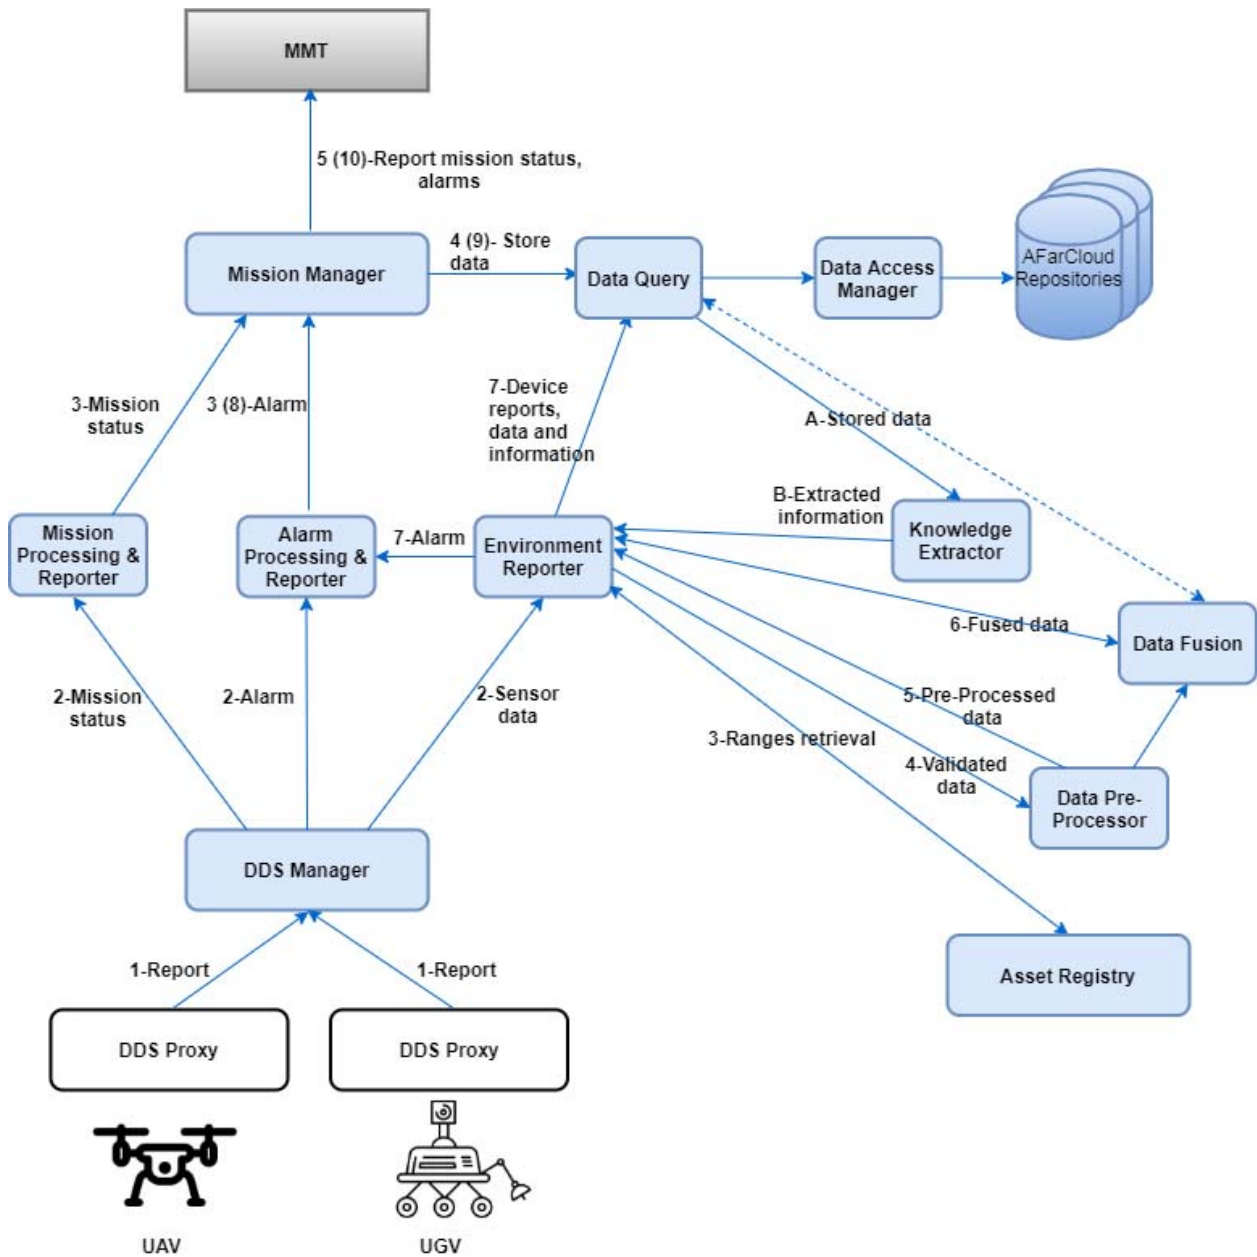 MMT
5 (10)-Report mission status,
alarms
Mission Manager
4 (9)- Store
data
Data Query
Data Access
Manager
AFarCloud
Repositories
3-Mission
status
3 (8)-Alarm
7-Device
reports,
data and
information
A-Stored data
B-Extracted
information
Knowledge
Extractor
Mission
Processing &
Reporter
Alarm
Processing &
Reporter
7-Alarm
Environment
Reporter
6-Fused data
Data Fusion
2-Mission
status
2-Alarm
2-Sensor
data
5-Pre-Processed
data
3-Ranges retrieval
4-Validated
data
Data Pre-
Processor
DDS Manager
Asset Registry
1-Report
1-Report
DDS Proxy
DDS Proxy
UAV
UGV